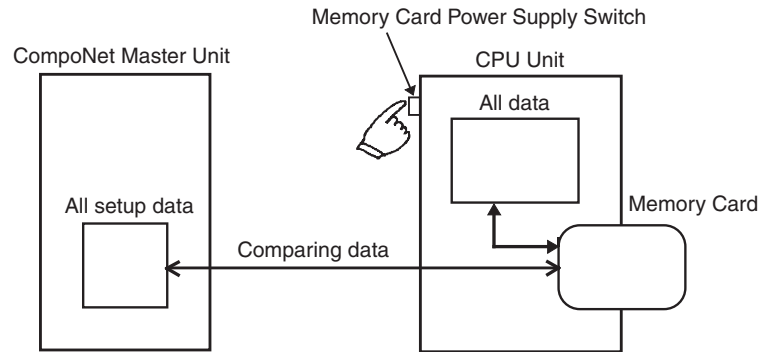 Memory Card Power Supply Switch
CompoNet Master Unit
CPU Unit
All data
All setup data
Memory Card
Comparing data